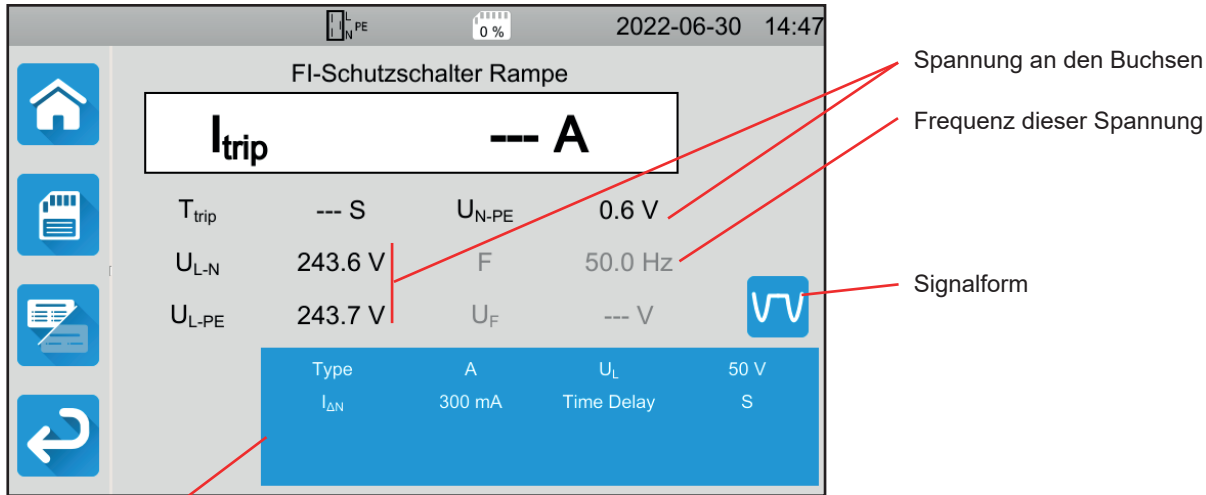 L
N PE
0 %
2022-06-30 14:47
FI-Schutzschalter Rampe
Itrip --- A
Ttrip --- S UN-PE 0.6 V
UL-N 243.6 V F 50.0 Hz
UL-PE 243.7 V UF --- V
Type A UL 50 V
IΔN 300 mA Time Delay S
Spannung an den Buchsen
Frequenz dieser Spannung
Signalform